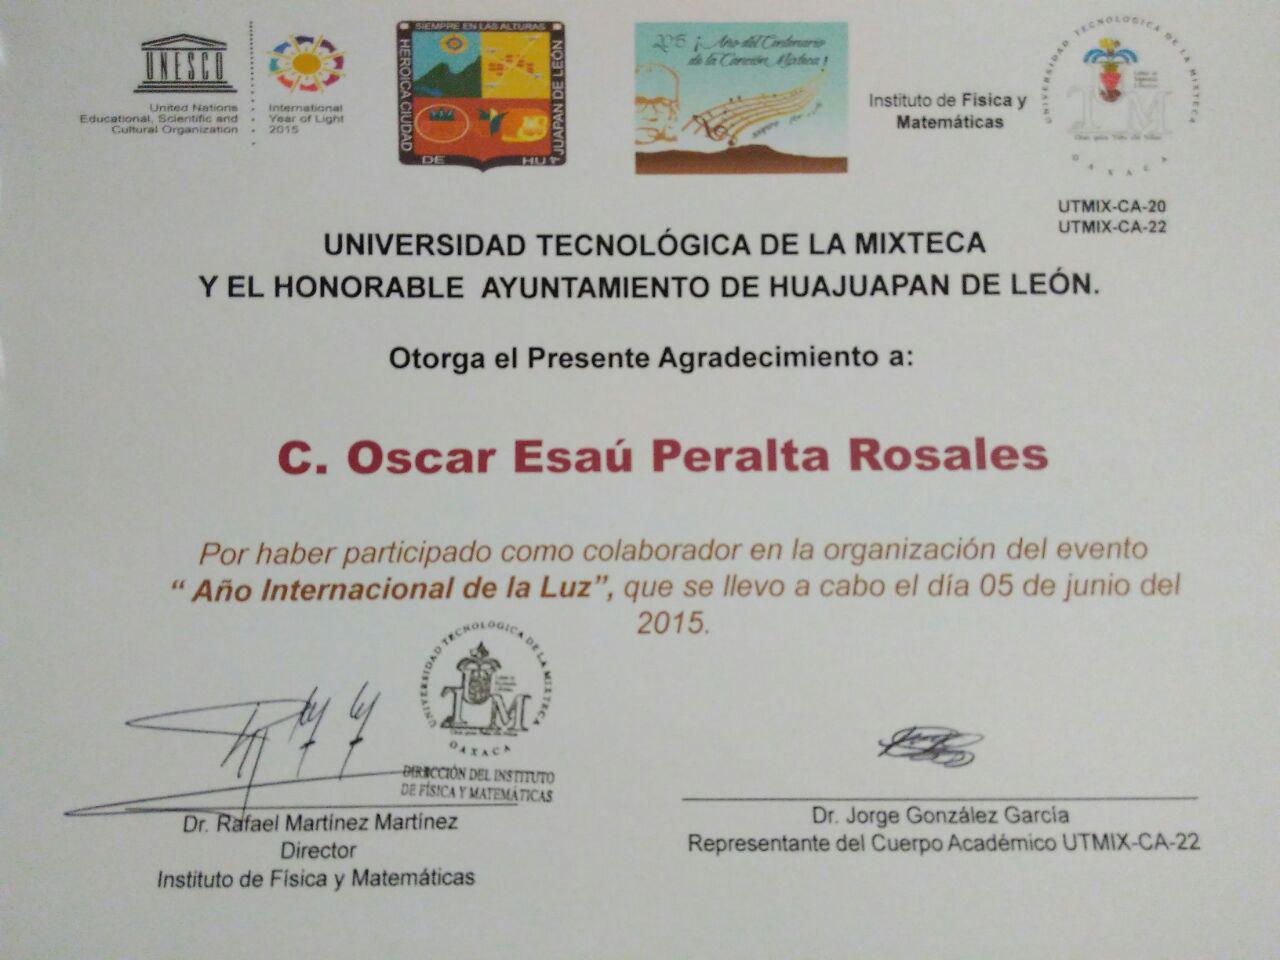 UNESCO
United Nations
Educational, Scientific and
Cultural Organization
International
Year of Light
2015
SIEMPRE EN LAS ALTURAS
HEROICA CIUDAD
DE HU
JUAPAN DE LEÓN
2015 ¡Año del Centenario
de la Canción Mixteca!
Instituto de Física y
Matemáticas
UNIVERSIDAD TECNOLOGICA DE LA MIXTECA
UTM
OAXACA
UTMIX-CA-20
UTMIX-CA-22
UNIVERSIDAD TECNOLÓGICA DE LA MIXTECA
Y EL HONORABLE AYUNTAMIENTO DE HUAJUAPAN DE LEÓN.
Otorga el Presente Agradecimiento a:
C. Oscar Esaú Peralta Rosales
Por haber participado como colaborador en la organización del evento
“ Año Internacional de la Luz”, que se llevo a cabo el día 05 de junio del
2015.
UNIVERSIDAD TECNOLOGICA DE LA MIXTECA
UTM
OAXACA
DIRECCIÓN DEL INSTITUTO
DE FÍSICA Y MATEMÁTICAS
Dr. Rafael Martínez Martínez
Director
Instituto de Física y Matemáticas
Dr. Jorge González García
Representante del Cuerpo Académico UTMIX-CA-22